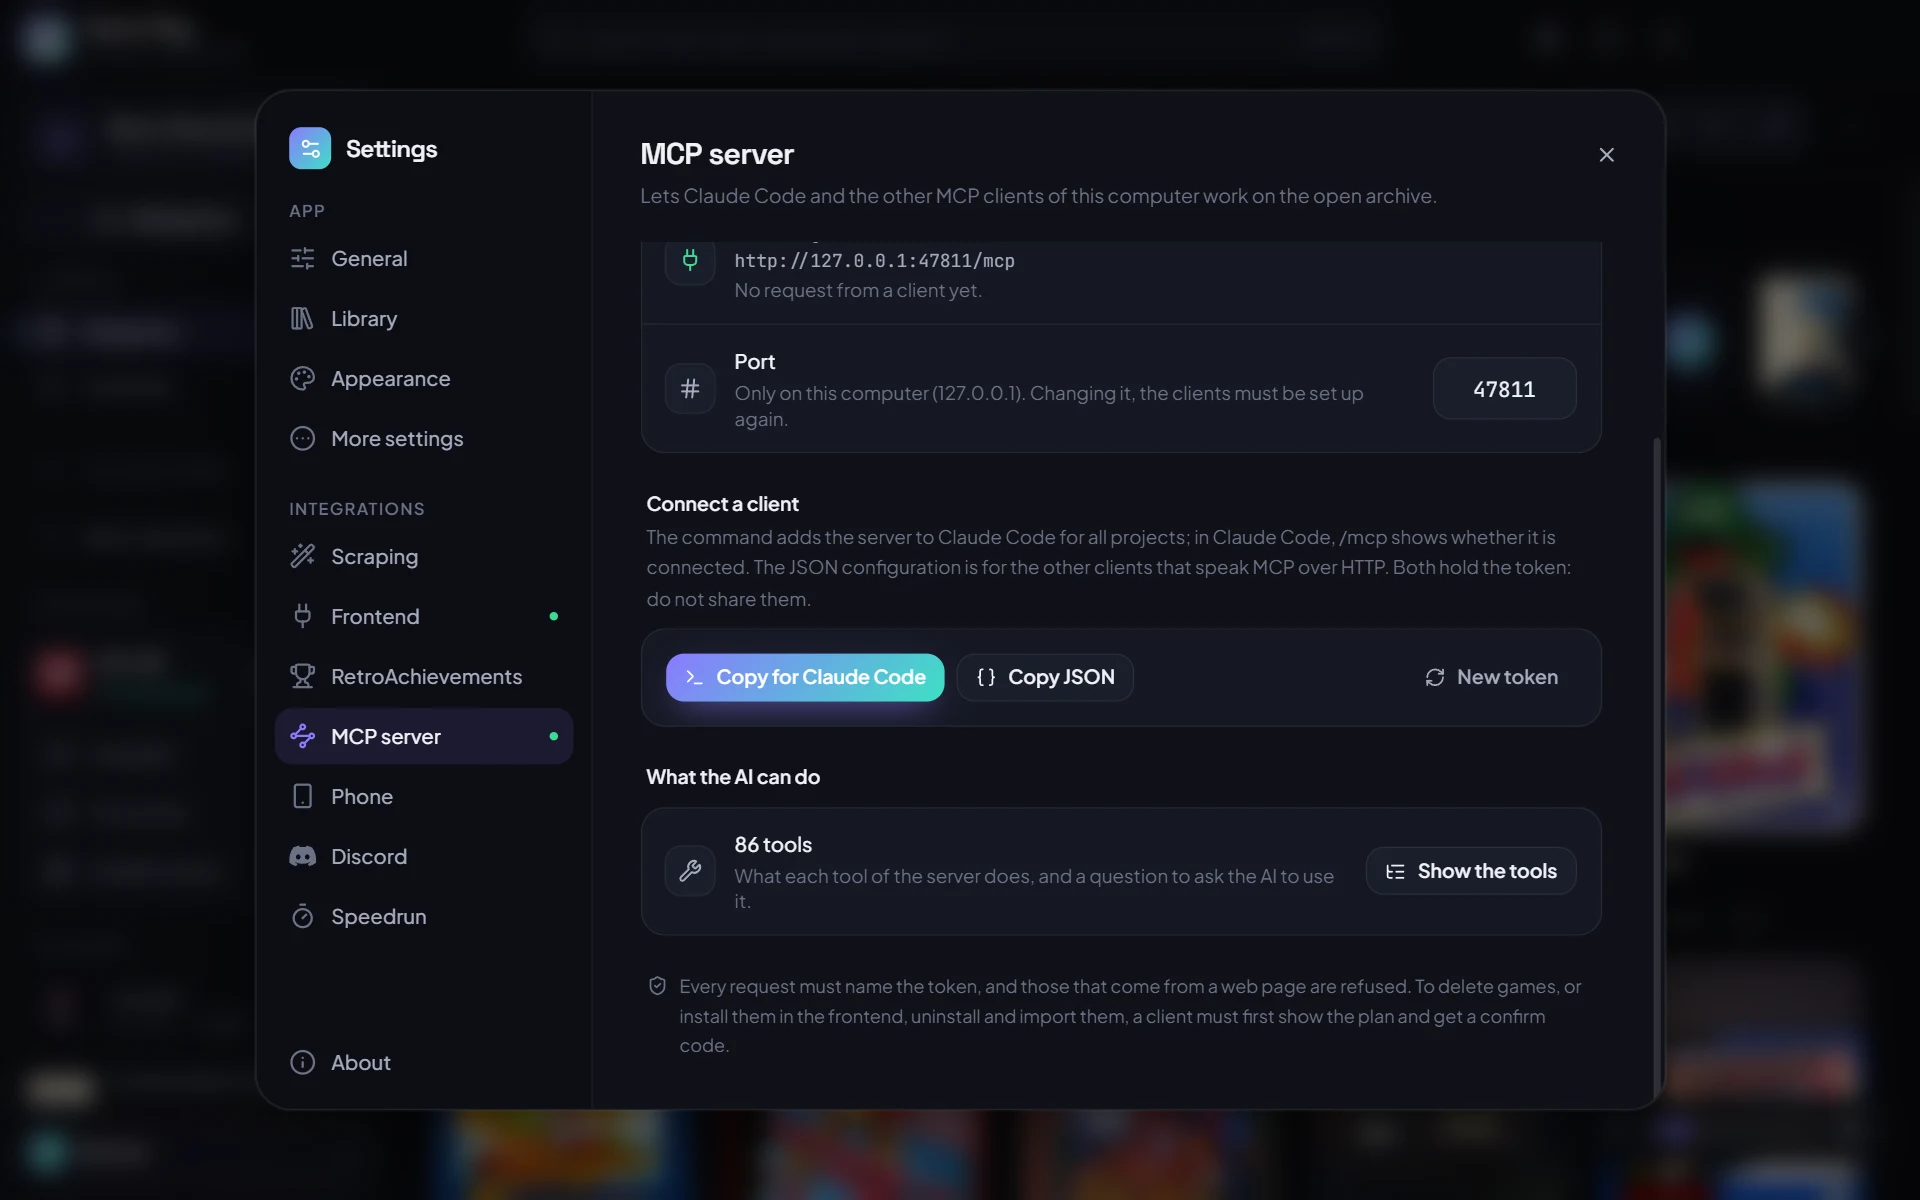 Settings
APP
General
Library
Appearance
More settings
INTEGRATIONS
Scraping
Frontend
RetroAchievements
MCP server
Phone
Discord
Speedrun
About
MCP server
Lets Claude Code and the other MCP clients of this computer work on the open archive.
http://127.0.0.1:47811/mcp
No request from a client yet.
Port
Only on this computer (127.0.0.1). Changing it, the clients must be set up
again.
47811
Connect a client
The command adds the server to Claude Code for all projects; in Claude Code, /mcp shows whether it is
connected. The JSON configuration is for the other clients that speak MCP over HTTP. Both hold the token:
do not share them.
Copy for Claude Code
Copy JSON
New token
What the AI can do
86 tools
What each tool of the server does, and a question to ask the AI to use
it.
Show the tools
Every request must name the token, and those that come from a web page are refused. To delete games, or
install them in the frontend, uninstall and import them, a client must first show the plan and get a confirm
code.